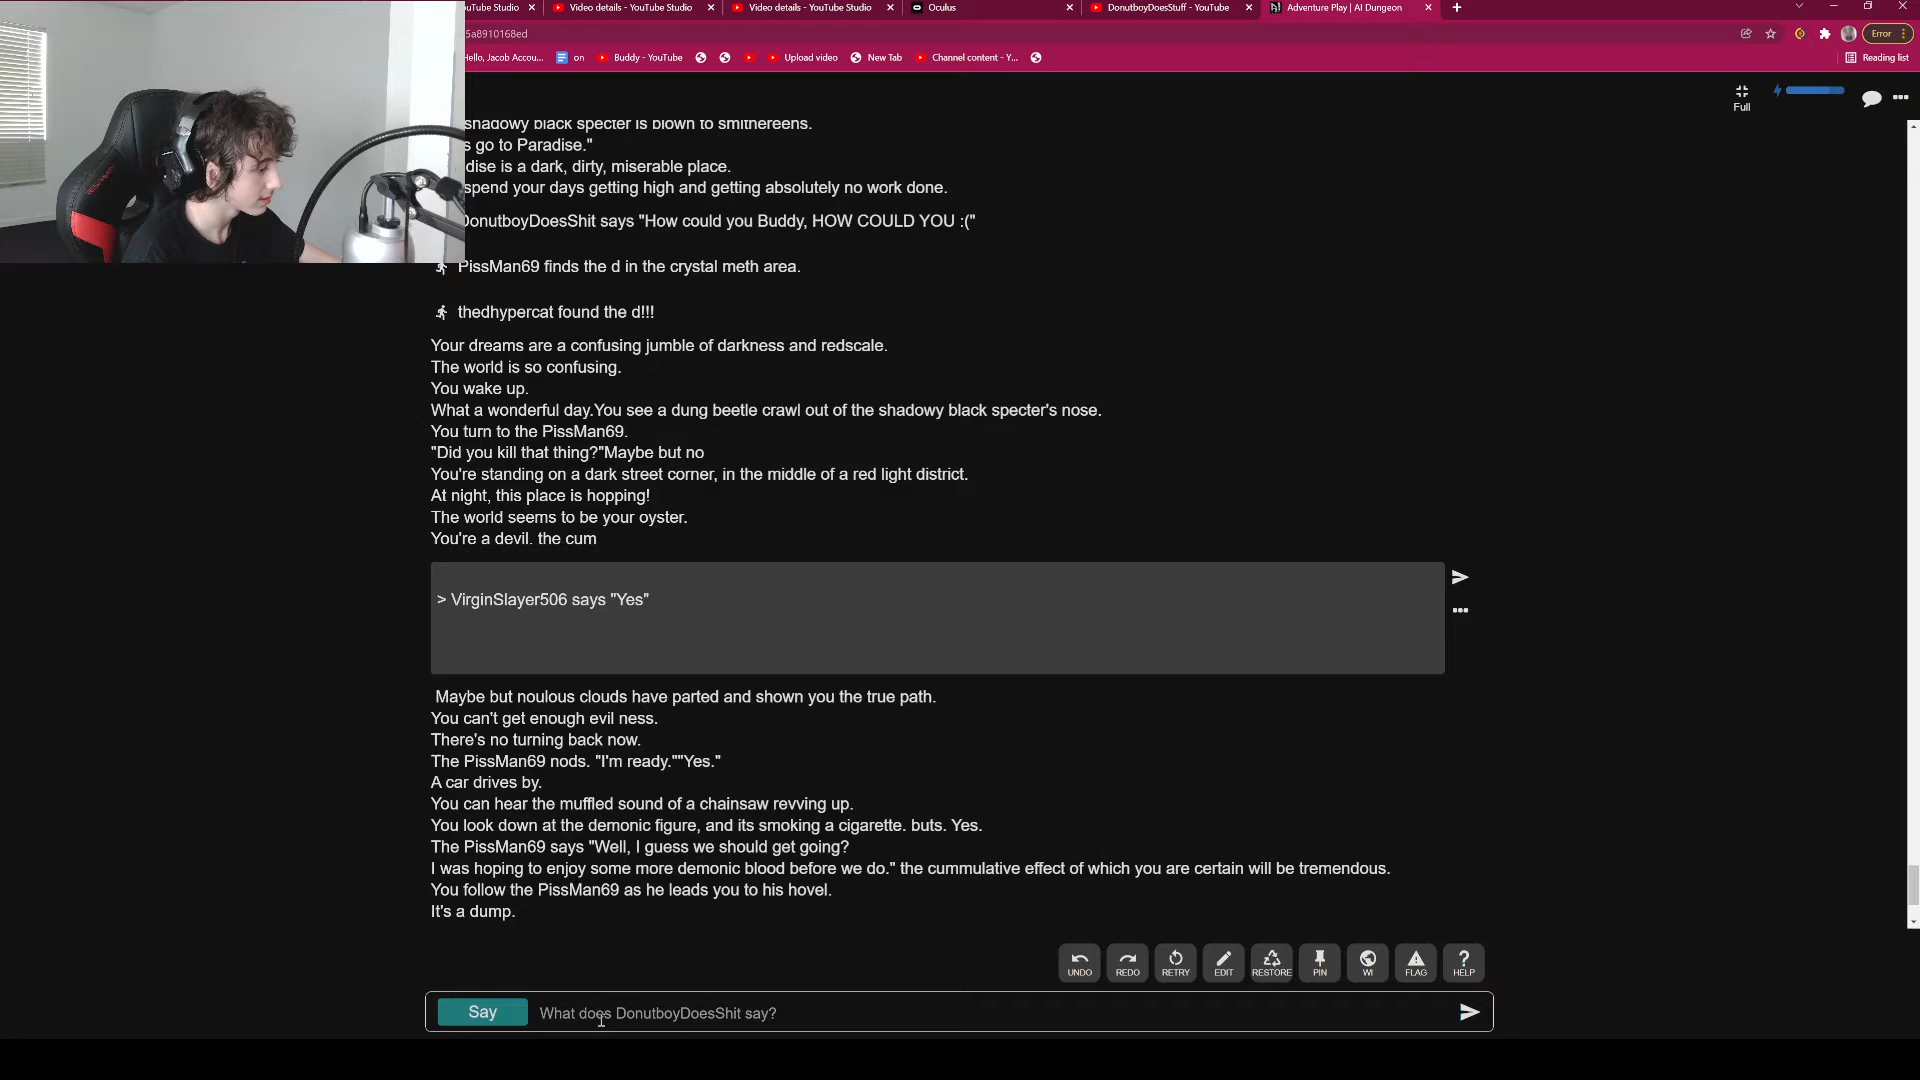 uTube Studio
Video details - YouTube Studio
Video details - YouTube Studio
Oculus
DonutboyDoesStuff - YouTube
Adventure Play | AI Dungeon
5a8910168ed
Error
Hello, Jacob Accou...
on
Buddy - YouTube
Upload video
New Tab
Channel content - Y...
Reading list
Full
shadowy black specter is blown to smithereens.
s go to Paradise."
dise is a dark, dirty, miserable place.
spend your days getting high and getting absolutely no work done.
DonutboyDoesShit says "How could you Buddy, HOW COULD YOU :("
PissMan69 finds the d in the crystal meth area.
thedhypercat found the d!!!
Your dreams are a confusing jumble of darkness and redscale.
The world is so confusing.
You wake up.
What a wonderful day.You see a dung beetle crawl out of the shadowy black specter's nose.
You turn to the PissMan69.
"Did you kill that thing?"Maybe but no
You're standing on a dark street corner, in the middle of a red light district.
At night, this place is hopping!
The world seems to be your oyster.
You're a devil. the cum
> VirginSlayer506 says "Yes"
Maybe but noulous clouds have parted and shown you the true path.
You can't get enough evil ness.
There's no turning back now.
The PissMan69 nods. "I'm ready.""Yes."
A car drives by.
You can hear the muffled sound of a chainsaw revving up.
You look down at the demonic figure, and its smoking a cigarette. buts. Yes.
The PissMan69 says "Well, I guess we should get going?
I was hoping to enjoy some more demonic blood before we do." the cummulative effect of which you are certain will be tremendous.
You follow the PissMan69 as he leads you to his hovel.
It's a dump.
UNDO
REDO
RETRY
EDIT
RESTORE
PIN
WI
FLAG
HELP
Say
What does DonutboyDoesShit say?